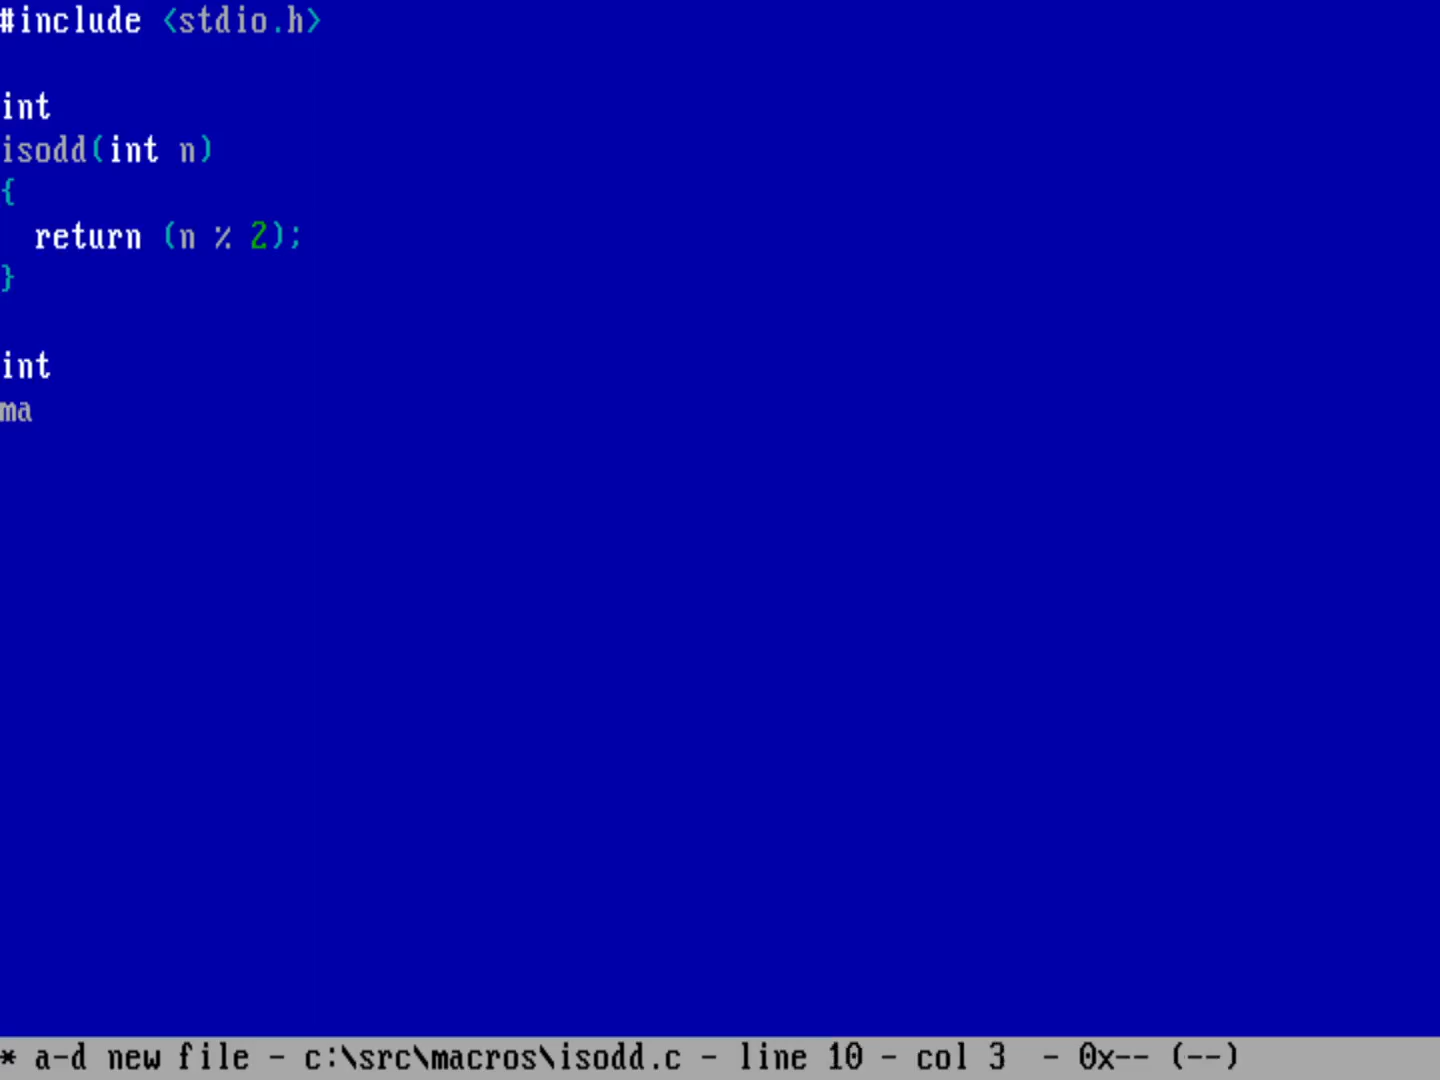 #include <stdio.h>
int
isodd(int n)
{
  return (n % 2);
}
int
ma
* a-d new file - c:\src\macros\isodd.c - line 10 - col 3  - 0x-- (--)